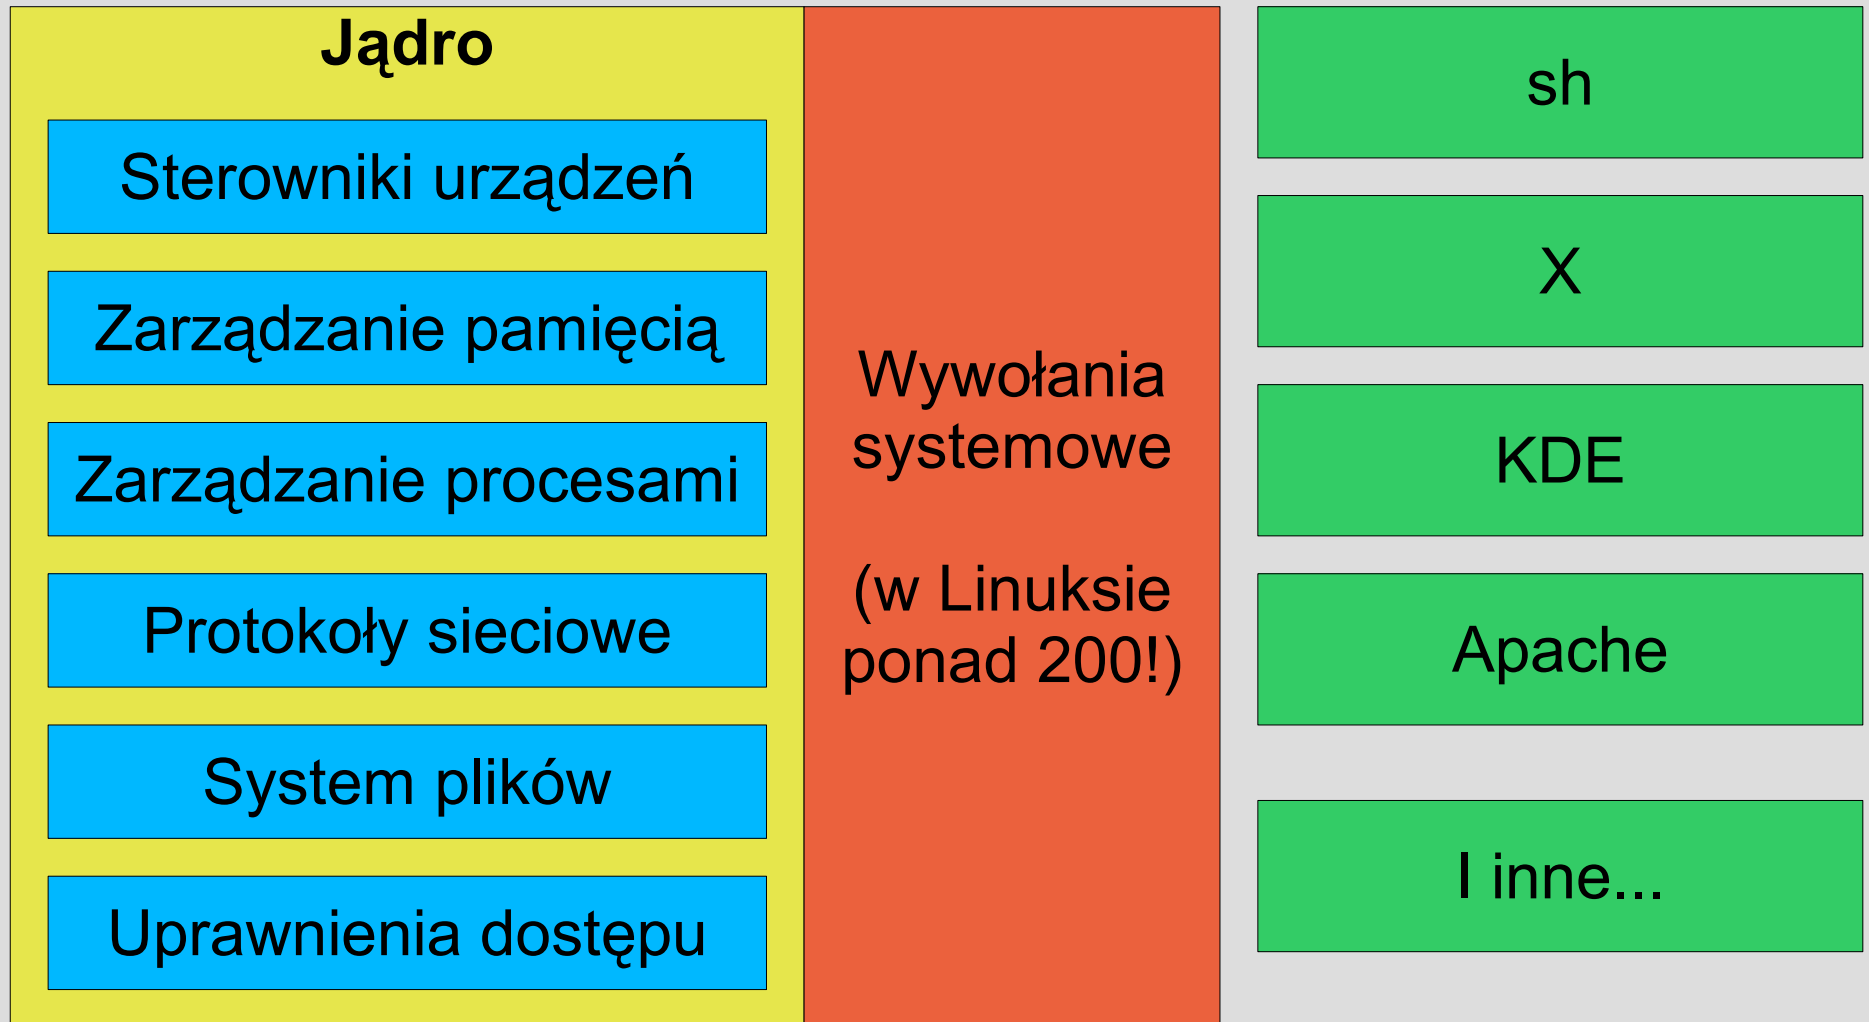 Jądro
Sterowniki urządzeń
Zarządzanie pamięcią
Zarządzanie procesami
Protokoły sieciowe
System plików
Uprawnienia dostępu
Wywołania
systemowe
(w Linuksie
ponad 200!)
sh
X
KDE
Apache
I inne...